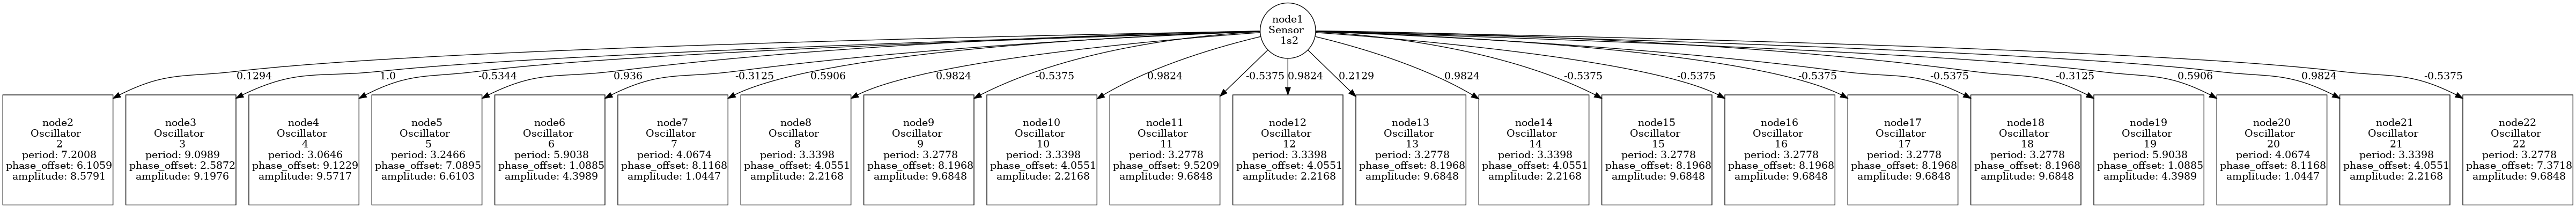 node1
Sensor
1s2
0.1294
1.0
-0.5344
0.936
-0.3125
0.5906
0.9824
-0.5375
0.9824
-0.5375
0.9824
0.2129
0.9824
-0.5375
-0.5375
-0.5375
-0.5375
-0.3125
0.5906
0.9824
-0.5375
node2
Oscillator
2
period: 7.2008
phase_offset: 6.1059
amplitude: 8.5791
node3
Oscillator
3
period: 9.0989
phase_offset: 2.5872
amplitude: 9.1976
node4
Oscillator
4
period: 3.0646
phase_offset: 9.1229
amplitude: 9.5717
node5
Oscillator
5
period: 3.2466
phase_offset: 7.0895
amplitude: 6.6103
node6
Oscillator
6
period: 5.9038
phase_offset: 1.0885
amplitude: 4.3989
node7
Oscillator
7
period: 4.0674
phase_offset: 8.1168
amplitude: 1.0447
node8
Oscillator
8
period: 3.3398
phase_offset: 4.0551
amplitude: 2.2168
node9
Oscillator
9
period: 3.2778
phase_offset: 8.1968
amplitude: 9.6848
node10
Oscillator
10
period: 3.3398
phase_offset: 4.0551
amplitude: 2.2168
node11
Oscillator
11
period: 3.2778
phase_offset: 9.5209
amplitude: 9.6848
node12
Oscillator
12
period: 3.3398
phase_offset: 4.0551
amplitude: 2.2168
node13
Oscillator
13
period: 3.2778
phase_offset: 8.1968
amplitude: 9.6848
node14
Oscillator
14
period: 3.3398
phase_offset: 4.0551
amplitude: 2.2168
node15
Oscillator
15
period: 3.2778
phase_offset: 8.1968
amplitude: 9.6848
node16
Oscillator
16
period: 3.2778
phase_offset: 8.1968
amplitude: 9.6848
node17
Oscillator
17
period: 3.2778
phase_offset: 8.1968
amplitude: 9.6848
node18
Oscillator
18
period: 3.2778
phase_offset: 8.1968
amplitude: 9.6848
node19
Oscillator
19
period: 5.9038
phase_offset: 1.0885
amplitude: 4.3989
node20
Oscillator
20
period: 4.0674
phase_offset: 8.1168
amplitude: 1.0447
node21
Oscillator
21
period: 3.3398
phase_offset: 4.0551
amplitude: 2.2168
node22
Oscillator
22
period: 3.2778
phase_offset: 7.3718
amplitude: 9.6848